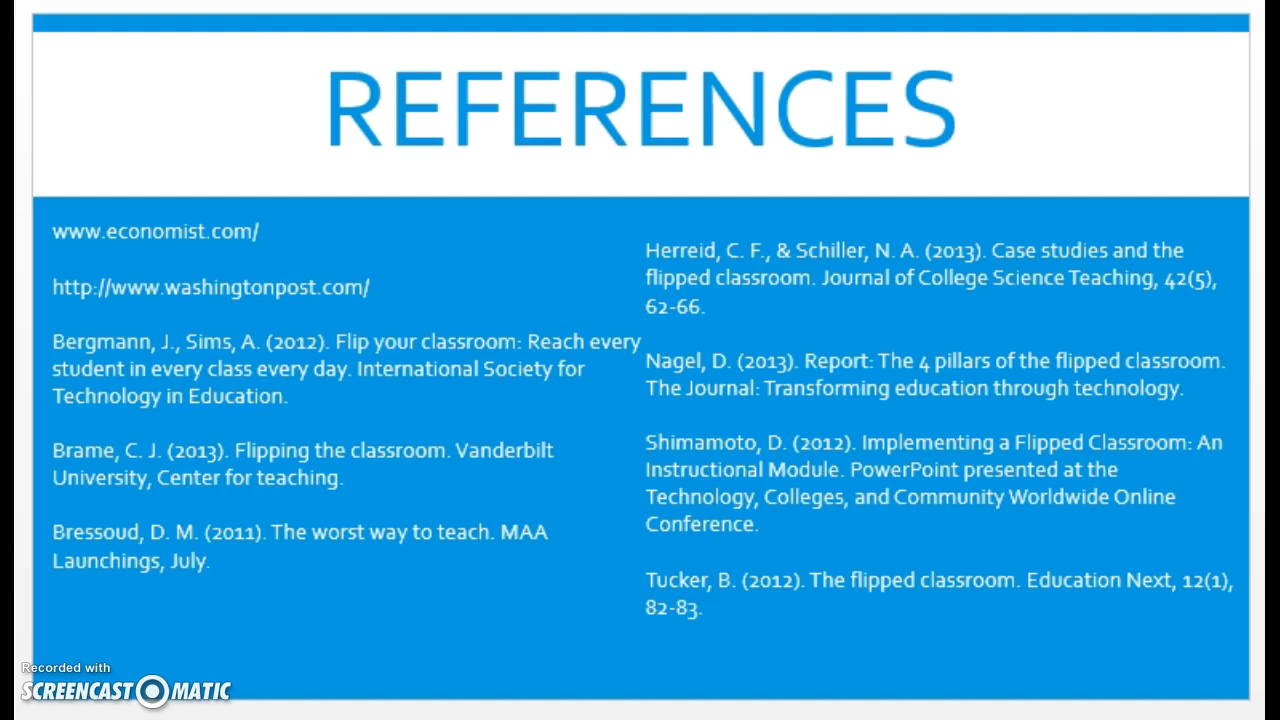 REFERENCES
www.economist.com/
http://www.washingtonpost.com/
Bergmann, J., Sims, A. (2012). Flip your classroom: Reach every
student in every class every day. International Society for
Technology in Education.
Brame, C. J. (2013). Flipping the classroom. Vanderbilt
University, Center for teaching.
Bressoud, D. M. (2011). The worst way to teach. MAA
Launchings, July.
Herreid, C. F., & Schiller, N. A. (2013). Case studies and the
flipped classroom. Journal of College Science Teaching, 42(5),
62-66.
Nagel, D. (2013). Report: The 4 pillars of the flipped classroom.
The Journal: Transforming education through technology.
Shimamoto, D. (2012). Implementing a Flipped Classroom: An
Instructional Module. PowerPoint presented at the
Technology, Colleges, and Community Worldwide Online
Conference.
Tucker, B. (2012). The flipped classroom. Education Next, 12(1),
82-83.
Recorded with
SCREENCAST MATIC